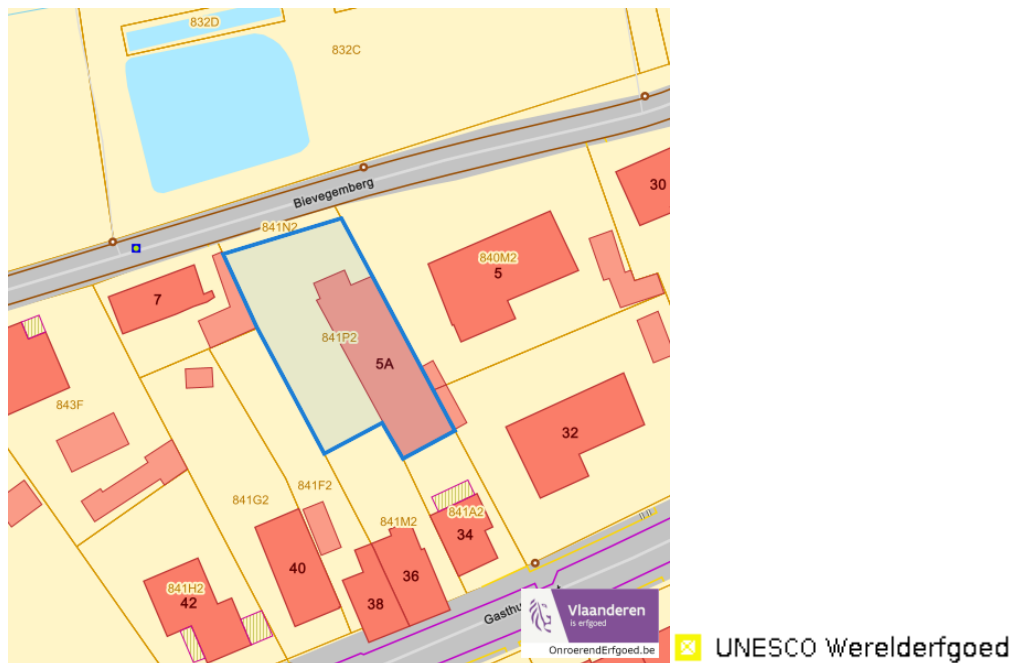 832D
832C
Bievegemberg
30
841N2
840M2
5
7
841P2
5A
843F
32
841G2
841F2
841M2
841A2
34
40
36
38
841H2
42
Vlaanderen
is erfgoed
OnroerendErfgoed.be
UNESCO Werelderfgoed